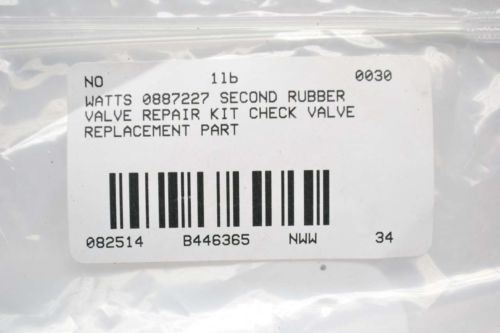 NO 1lb 0030
WATTS 0887227 SECOND RUBBER
VALVE REPAIR KIT CHECK VALVE
REPLACEMENT PART
082514 B446365 NWW 34